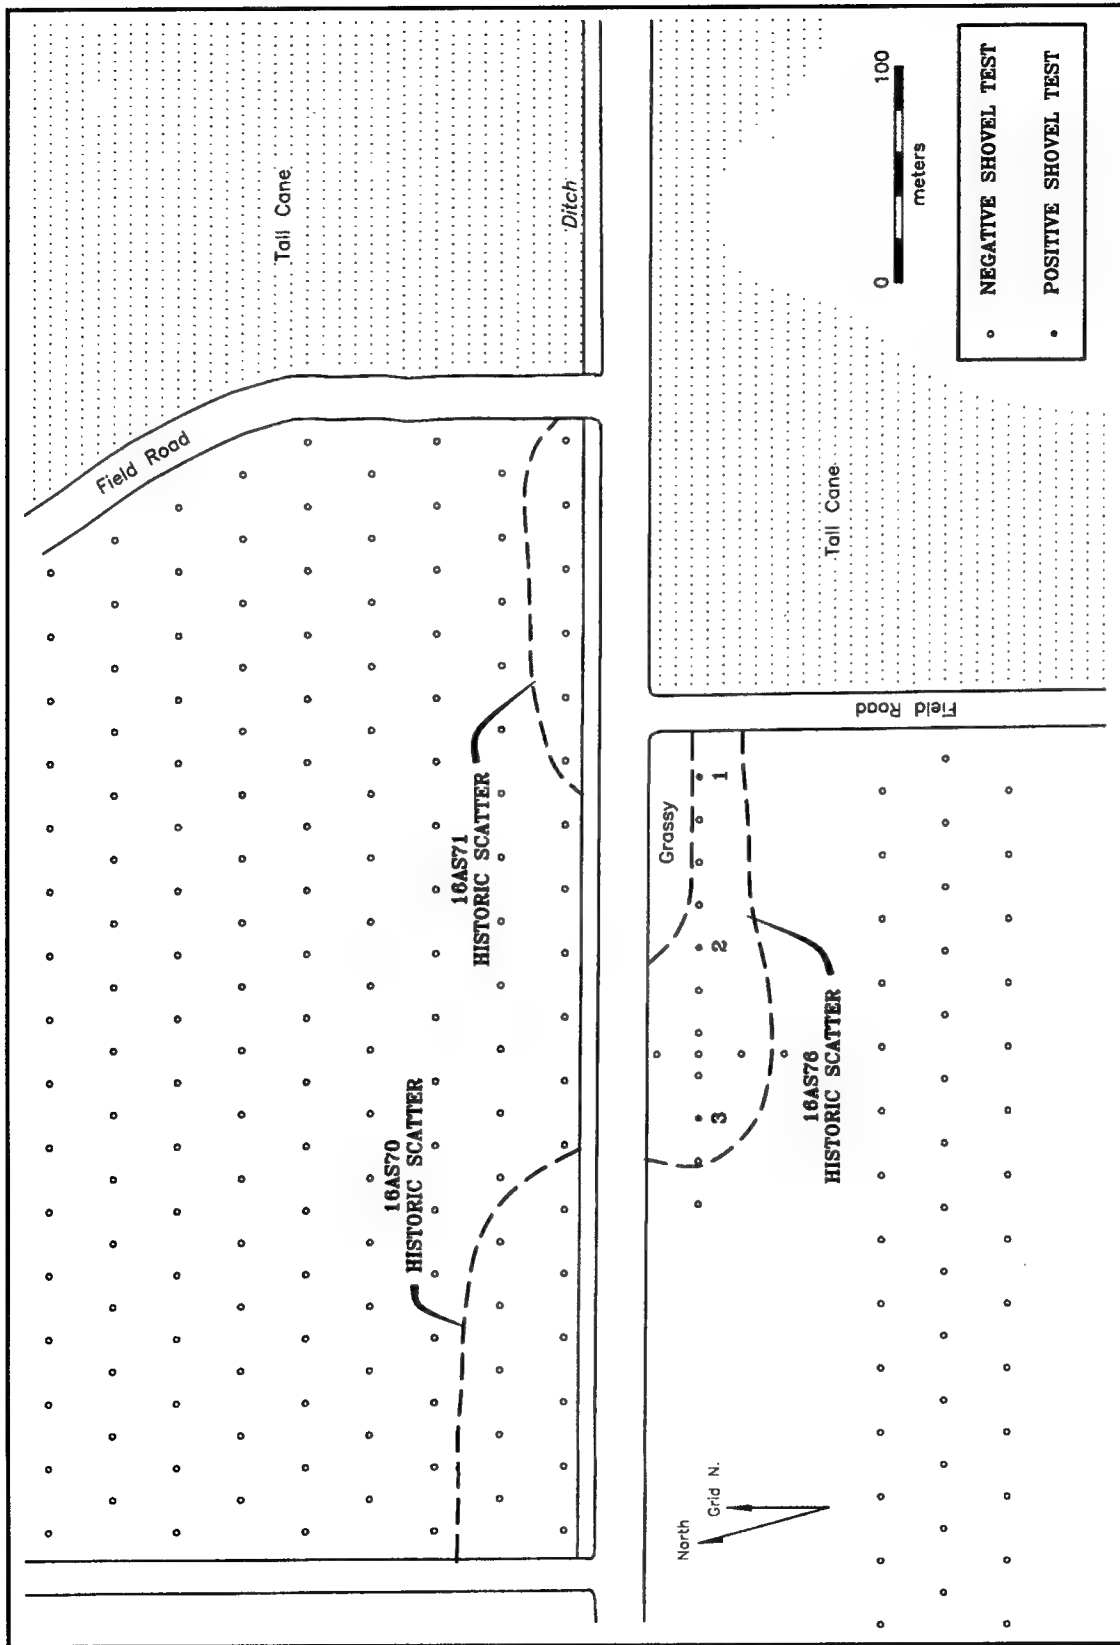 Field Road
Tall Cane
Ditch
16AS71
HISTORIC SCATTER
16AS70
HISTORIC SCATTER
Grassy
1
2
3
16AS76
HISTORIC SCATTER
Field Road
Tall Cane
North
Grid N.
0
100
meters
NEGATIVE SHOVEL TEST
POSITIVE SHOVEL TEST